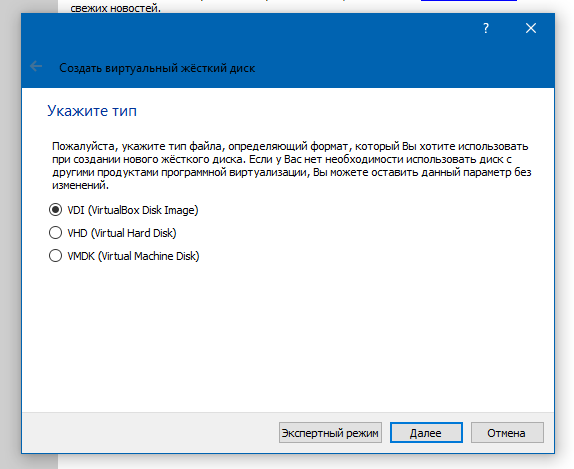 свежих новостей.
?
Создать виртуальный жёсткий диск
Укажите тип
Пожалуйста, укажите тип файла, определяющий формат, который Вы хотите использовать
при создании нового жёсткого диска. Если у Вас нет необходимости использовать диск с
другими продуктами программной виртуализации, Вы можете оставить данный параметр без
изменений.
VDI (VirtualBox Disk Image)
VHD (Virtual Hard Disk)
VMDK (Virtual Machine Disk)
Экспертный режим
Далее
Отмена